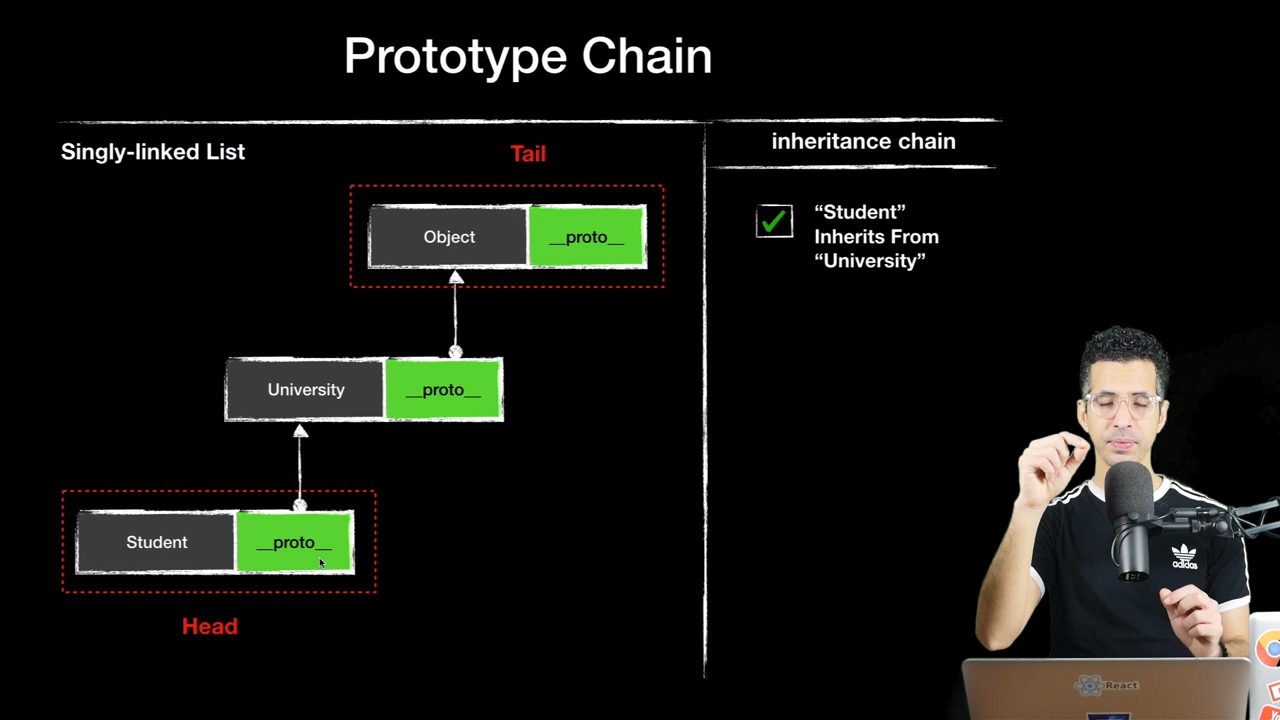 Prototype Chain
Singly-linked List
Tail
inheritance chain
Object
__proto__
“Student”
Inherits From
“University”
University
__proto__
Student
__proto__
Head
adidas
React